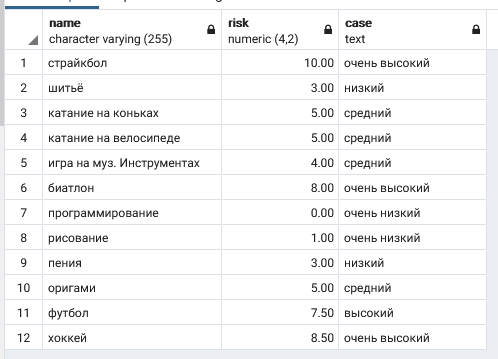 name risk case
character varying (255) numeric (4,2) text
1 страйкбол 10.00 очень высокий
2 шитьё 3.00 низкий
3 катание на коньках 5.00 средний
4 катание на велосипеде 5.00 средний
5 игра на муз. Инструментах 4.00 средний
6 биатлон 8.00 очень высокий
7 программирование 0.00 очень низкий
8 рисование 1.00 очень низкий
9 пения 3.00 низкий
10 оригами 5.00 средний
11 футбол 7.50 высокий
12 хоккей 8.50 очень высокий